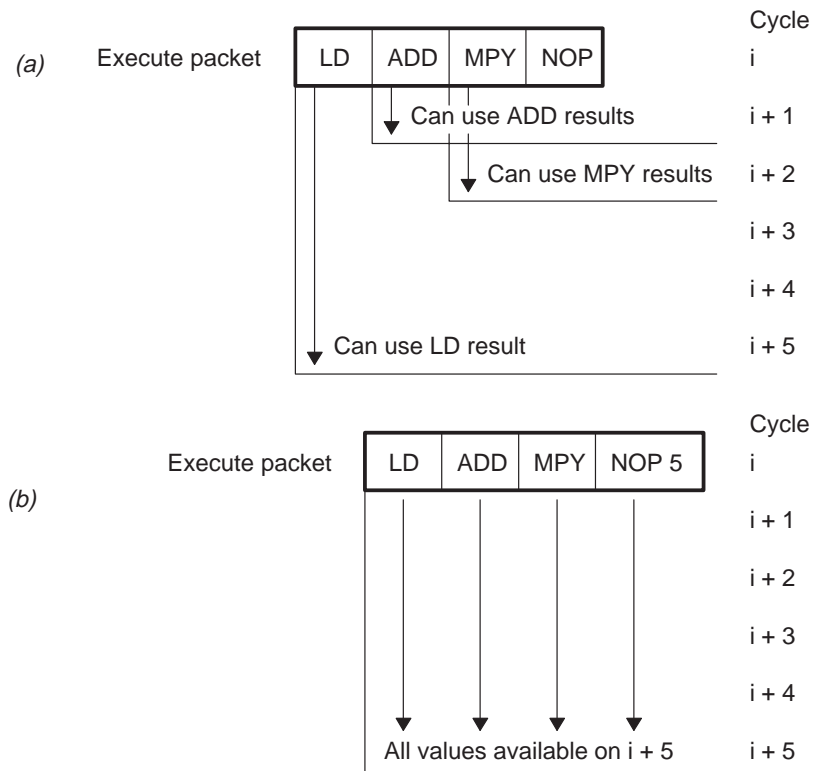 Cycle
(a) Execute packet LD ADD MPY NOP i
Can use ADD results i + 1
Can use MPY results i + 2
i + 3
i + 4
Can use LD result i + 5
Cycle
Execute packet LD ADD MPY NOP 5 i
(b)
i + 1
i + 2
i + 3
i + 4
All values available on i + 5 i + 5